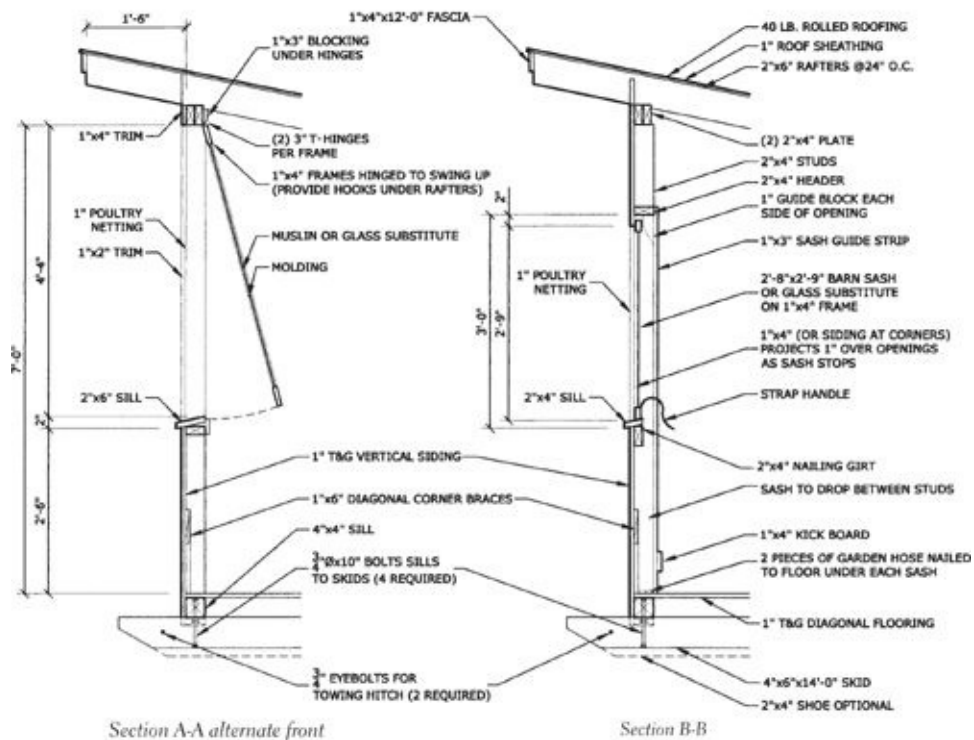 1'-6"
1"x4"x12'-0" FASCIA
1"x3" BLOCKING
UNDER HINGES
1"x4" TRIM
(2) 3" T-HINGES
PER FRAME
1"x4" FRAMES HINGED TO SWING UP
(PROVIDE HOOKS UNDER RAFTERS)
1" POULTRY
NETTING
1"x2" TRIM
MUSLIN OR GLASS SUBSTITUTE
MOLDING
7'-0"
4'-4"
2"
2'-6"
2"x6" SILL
1" T&G VERTICAL SIDING
1"x6" DIAGONAL CORNER BRACES
4"x4" SILL
3/4"Øx10" BOLTS SILLS
TO SKIDS (4 REQUIRED)
3/4" EYEBOLTS FOR
TOWING HITCH (2 REQUIRED)
Section A-A alternate front
40 LB. ROLLED ROOFING
1" ROOF SHEATHING
2"x6" RAFTERS @24" O.C.
(2) 2"x4" PLATE
2"x4" STUDS
2"x4" HEADER
1" GUIDE BLOCK EACH
SIDE OF OPENING
1"x3" SASH GUIDE STRIP
2"
3'-0"
2'-9"
1" POULTRY
NETTING
2'-8"x2'-9" BARN SASH
OR GLASS SUBSTITUTE
ON 1"x4" FRAME
1"x4" (OR SIDING AT CORNERS)
PROJECTS 1" OVER OPENINGS
AS SASH STOPS
2"x4" SILL
STRAP HANDLE
2"x4" NAILING GIRT
SASH TO DROP BETWEEN STUDS
1"x4" KICK BOARD
2 PIECES OF GARDEN HOSE NAILED
TO FLOOR UNDER EACH SASH
1" T&G DIAGONAL FLOORING
4"x6"x14'-0" SKID
2"x4" SHOE OPTIONAL
Section B-B